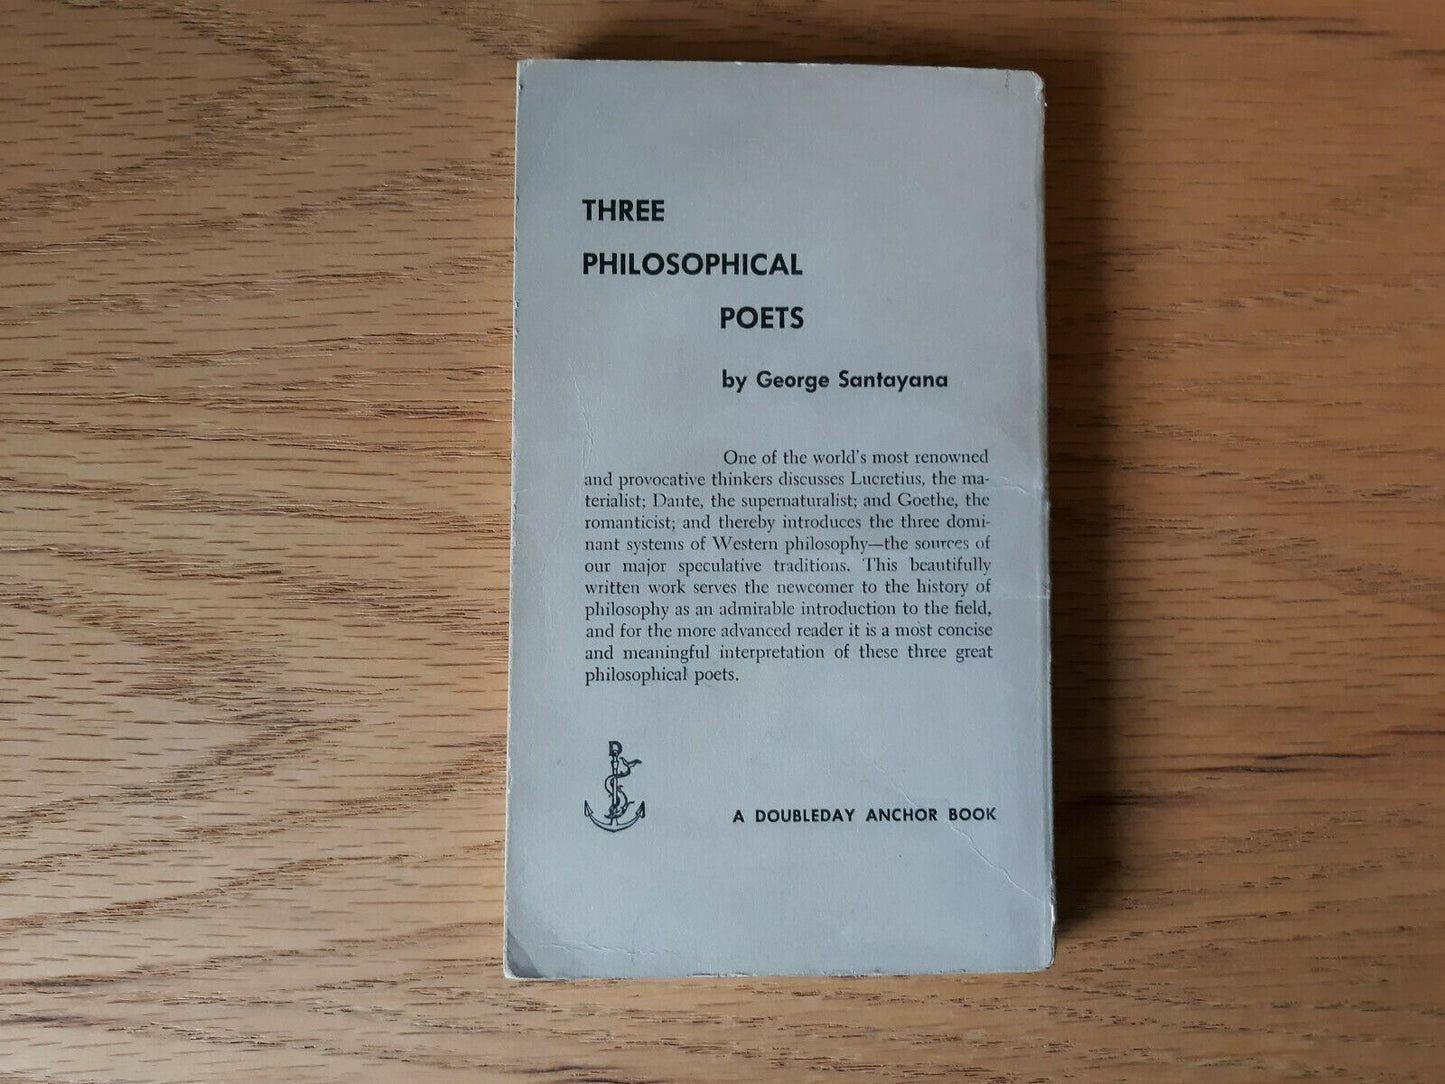 THREE
PHILOSOPHICAL
POETS
by George Santayana
One of the world's most renowned
and provocative thinkers discusses Lucretius, the ma-
terialist; Dante, the supernaturalist; and Goethe, the
romanticist; and thereby introduces the three domi-
nant systems of Western philosophy—the sources of
our major speculative traditions. This beautifully
written work serves the newcomer to the history of
philosophy as an admirable introduction to the field,
and for the more advanced reader it is a most concise
and meaningful interpretation of these three great
philosophical poets.
D
A DOUBLEDAY ANCHOR BOOK